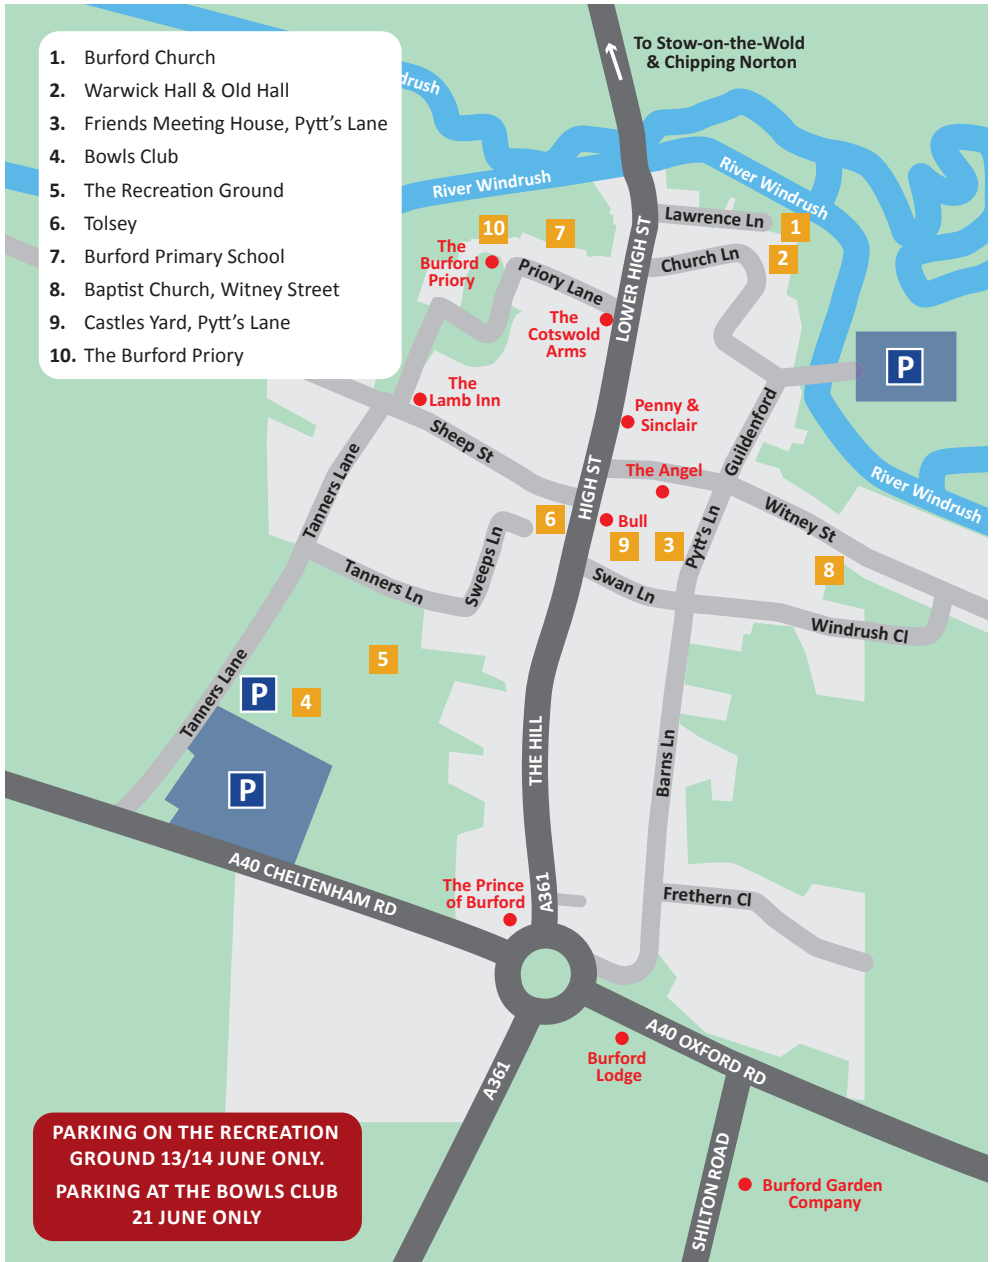 1. Burford Church
2. Warwick Hall & Old Hall
3. Friends Meeting House, Pytt's Lane
4. Bowls Club
5. The Recreation Ground
6. Tolsey
7. Burford Primary School
8. Baptist Church, Witney Street
9. Castles Yard, Pytt's Lane
10. The Burford Priory
To Stow-on-the-Wold
& Chipping Norton
drush
River Windrush
River Windrush
River Windrush
Lawrence Ln
1
Church Ln
2
10
7
The
Burford
Priory
Priory Lane
LOWER HIGH ST
The
Cotswold
Arms
P
The
Lamb Inn
Penny &
Sinclair
Guildenford
Sheep St
HIGH ST
The Angel
Tanners Lane
Witney St
6
Bull
9
3
Pytt's Ln
8
Sweeps Ln
Tanners Ln
Swan Ln
Windrush Cl
5
Tanners Lane
P
4
P
THE HILL
Barns Ln
A40 CHELTENHAM RD
The Prince
of Burford
A361
Frethern Cl
A361
Burford
Lodge
A40 OXFORD RD
SHILTON ROAD
Burford Garden
Company
PARKING ON THE RECREATION
GROUND 13/14 JUNE ONLY.
PARKING AT THE BOWLS CLUB
21 JUNE ONLY